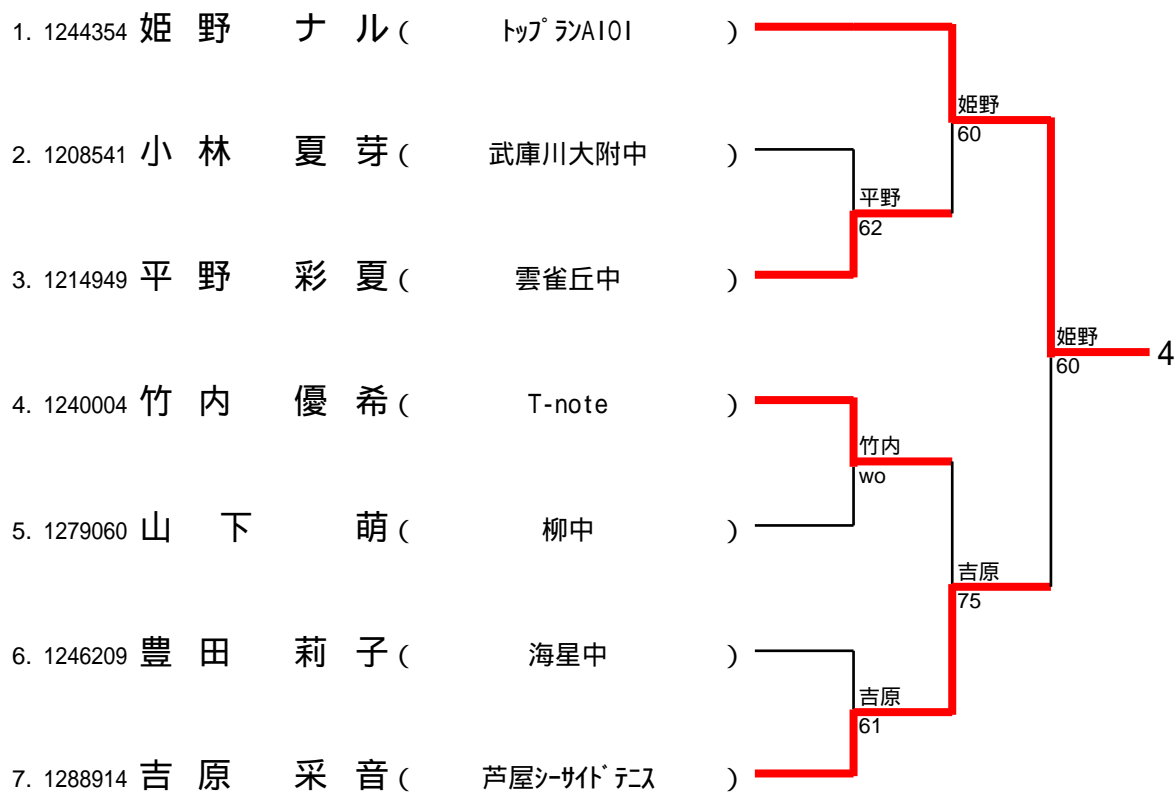 1. 1244354 姫野 ナル ( トップランAIOI )
姫野
60
2. 1208541 小林 夏芽 ( 武庫川大附中 )
平野
62
3. 1214949 平野 彩夏 ( 雲雀丘中 )
姫野
60
4
4. 1240004 竹内 優希 ( T-note )
竹内
wo
5. 1279060 山下 萌 ( 柳中 )
吉原
75
6. 1246209 豊田 莉子 ( 海星中 )
吉原
61
7. 1288914 吉原 采音 ( 芦屋シーサイドテニス )